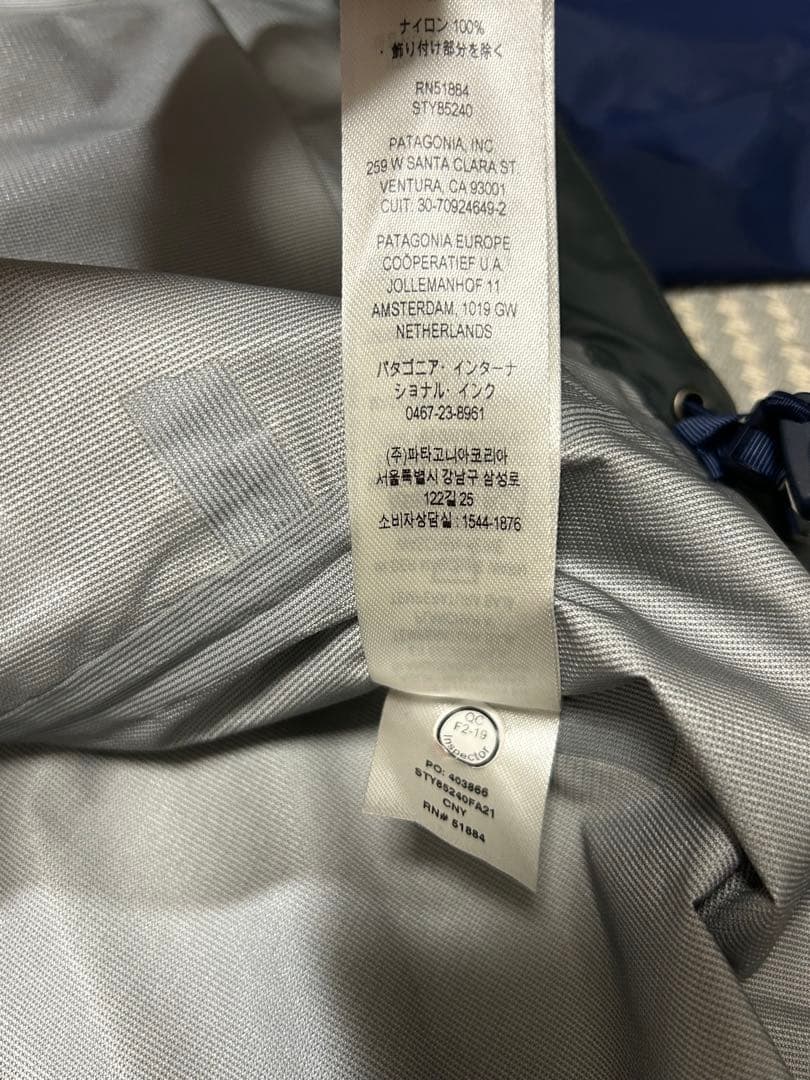 ナイロン 100%
・飾り付け部分を除く
RN51884
STY85240
PATAGONIA, INC
259 W SANTA CLARA ST
VENTURA, CA 93001
CUIT: 30-70924649-2
PATAGONIA EUROPE
COÖPERATIEF U.A.
JOLLEMANHOF 11
AMSTERDAM, 1019 GW
NETHERLANDS
パタゴニア・インターナ
ショナル・インク
0467-23-8961
(주)파타고니아코리아
서울특별시 강남구 삼성로
122길 25
소비자상담실 : 1544-1876
QC
F2-19
Inspector
PO: 403866
STY85240FA21
CNY
RN# 51884